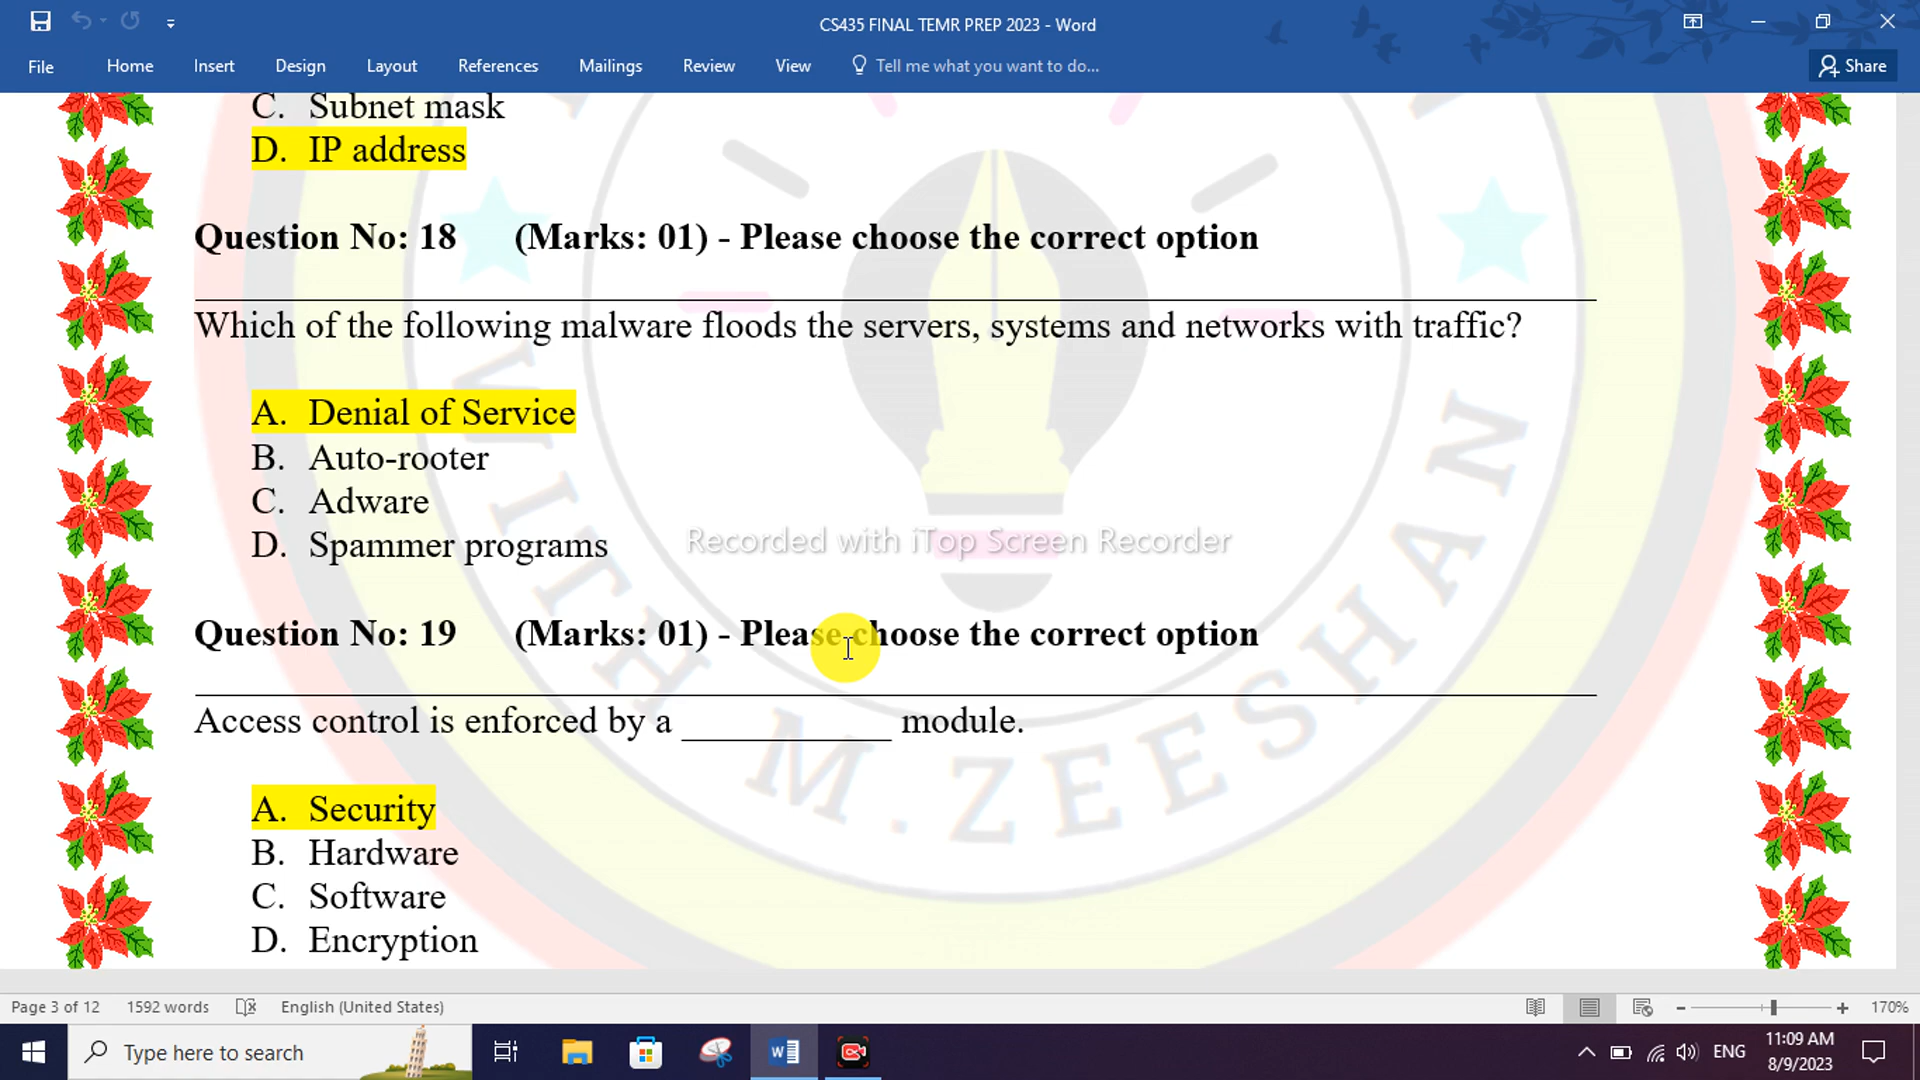 CS435 FINAL TEMR PREP 2023 - Word
File Home Insert Design Layout References Mailings Review View Tell me what you want to do... Share
C. Subnet mask
D. IP address
Question No: 18 (Marks: 01) - Please choose the correct option
Which of the following malware floods the servers, systems and networks with traffic?
A. Denial of Service
B. Auto-rooter
C. Adware
D. Spammer programs
Recorded with iTop Screen Recorder
Question No: 19 (Marks: 01) - Please choose the correct option
Access control is enforced by a ___________ module.
A. Security
B. Hardware
C. Software
D. Encryption
WITH M.ZEESHAN
Page 3 of 12 1592 words English (United States) 170%
Type here to search
ENG
11:09 AM
8/9/2023